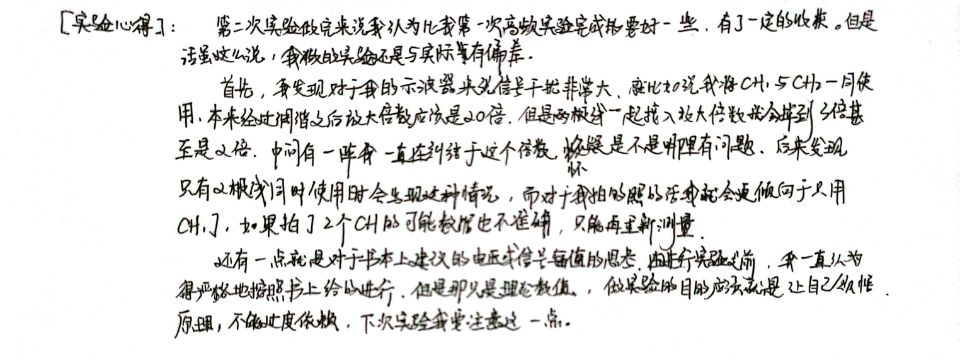 [实验心得]: 第二次实验做完来说我认为比我第一次高频实验完成的要好一些,有了一定的收获。但是
话虽这么说,我做的实验还是与实际有偏差。
首先,我发现对于我的示波器来说信号干扰非常大,就比如说我将CH1与CH2一同使
用,本来经过调谐之后放大倍数应该是20倍,但是两根线一起接入放大倍数就会掉到3倍甚
至是2倍。中间有一阵我一直在纠结于这个倍数,怀疑是不是哪里有问题,后来发现
只有2根线同时使用时会出现这种情况,而对于我拍的照的话我就会更倾向于只用
CH1了,如果拍了2个CH的可能数据也不准确,只能再重新测量。
还有一点就是对于书本上建议的电压或信号幅值的思考,进行实验之前,我一直认为
得严格地按照书上给的进行,但是那只是理论数值,做实验的目的应该就是让自己
原理,不能过度依赖,下次实验我要注意这一点。